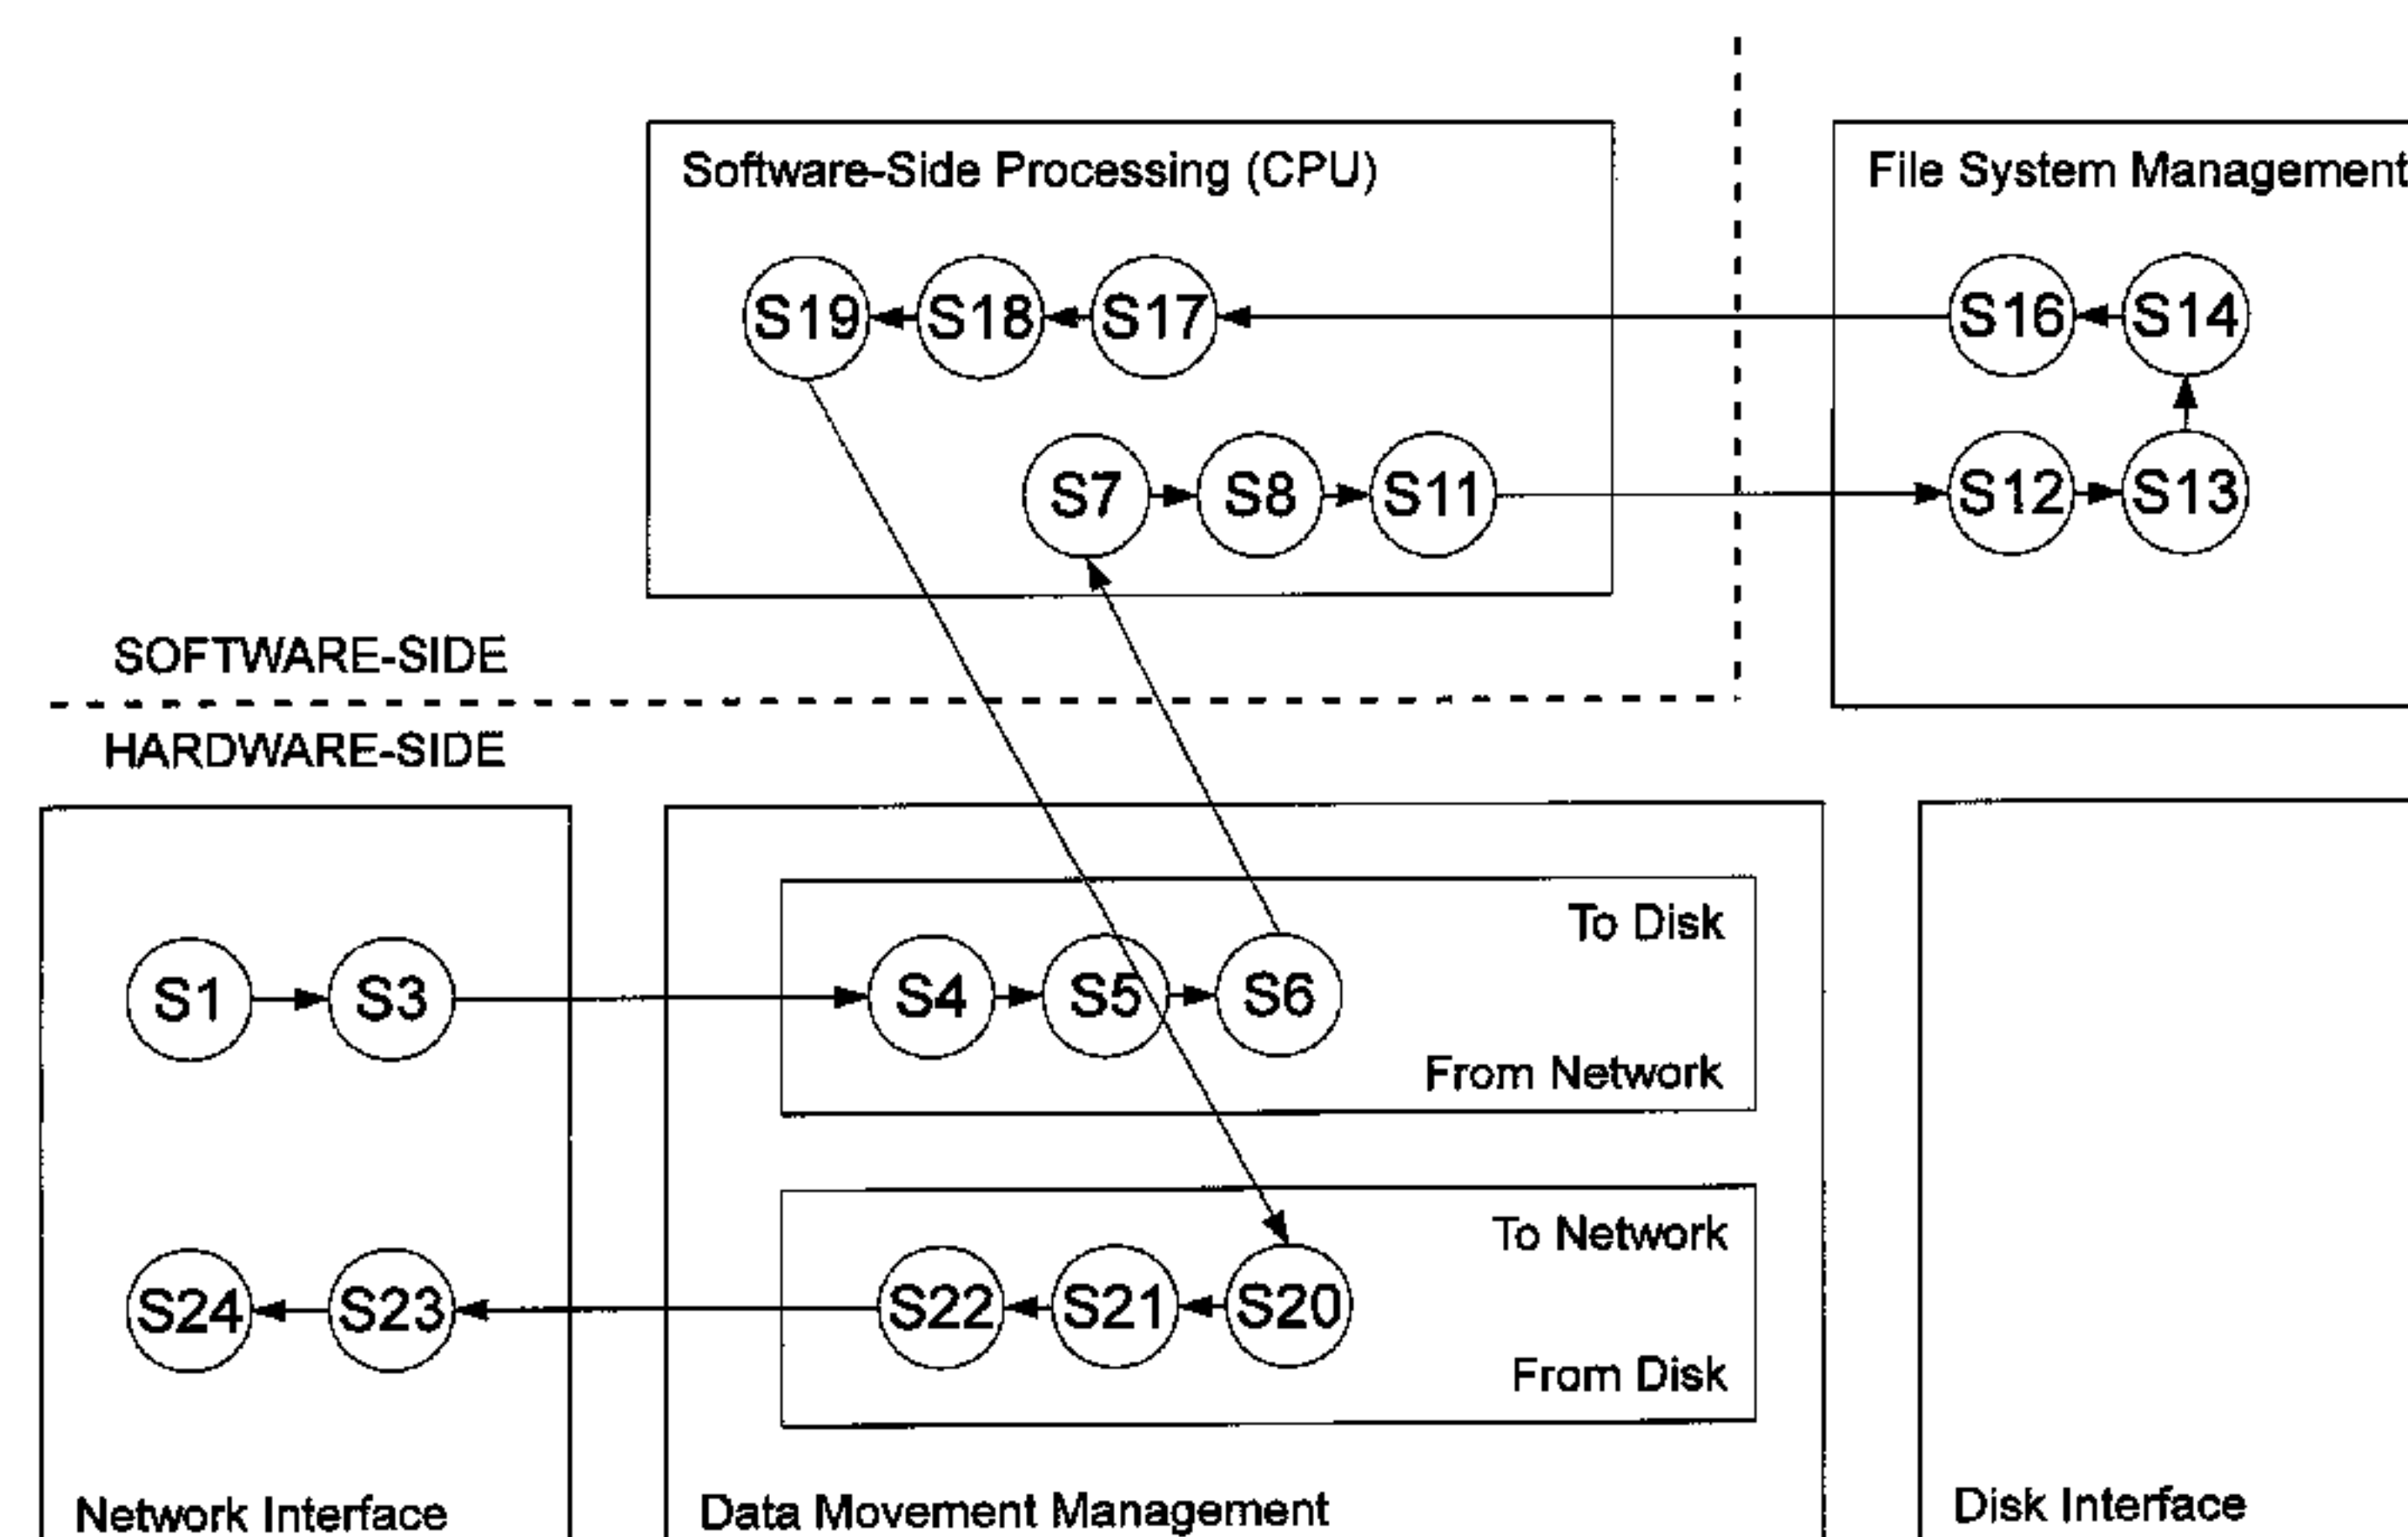 Software-Side Processing (CPU)
File System Management
S19 S18 S17 S16 S14
S7 S8 S11 S12 S13
SOFTWARE-SIDE
HARDWARE-SIDE
To Disk
S1 S3 S4 S5 S6
From Network
To Network
S24 S23 S22 S21 S20
From Disk
Network Interface
Data Movement Management
Disk Interface